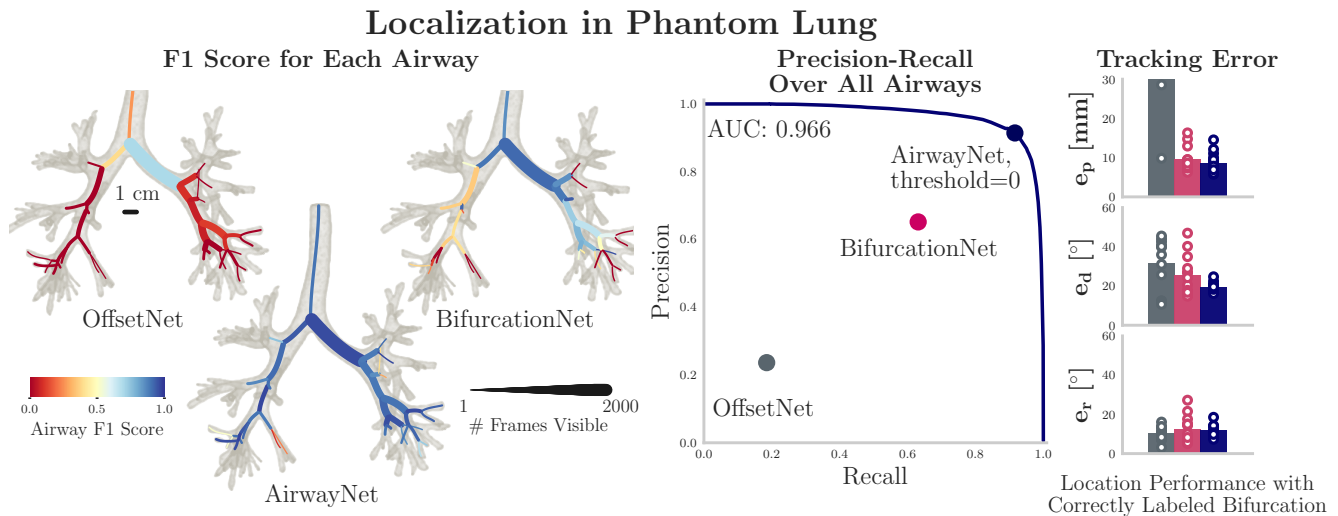 Localization in Phantom Lung
F1 Score for Each Airway
1 cm
OffsetNet
BifurcationNet
AirwayNet
0.0 0.5 1.0
Airway F1 Score
1 2000
# Frames Visible
Precision-Recall
Over All Airways
Precision
1.0
0.8
0.6
0.4
0.2
0.0
AUC: 0.966
AirwayNet,
threshold=0
BifurcationNet
OffsetNet
0.0 0.2 0.4 0.6 0.8 1.0
Recall
Tracking Error
e_p [mm]
30
20
10
0
e_d [°]
60
40
20
0
e_r [°]
60
40
20
0
Location Performance with
Correctly Labeled Bifurcation